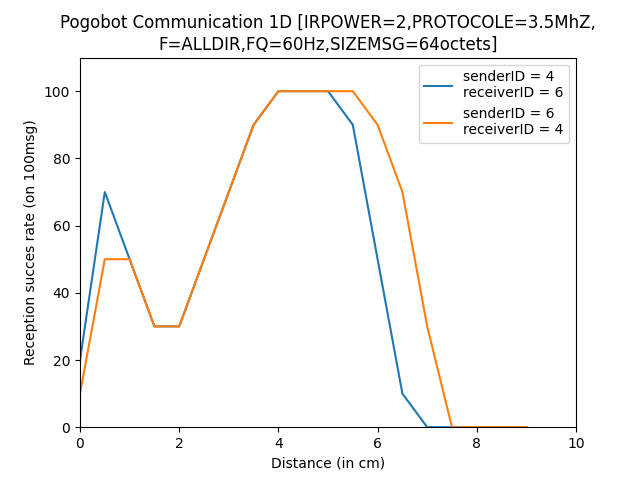 Pogobot Communication 1D [IRPOWER=2,PROTOCOLE=3.5MhZ,
F=ALLDIR,FQ=60Hz,SIZEMSG=64octets]
senderID = 4
receiverID = 6
senderID = 6
receiverID = 4
Reception succes rate (on 100msg)
100
80
60
40
20
0
0
2
4
6
8
10
Distance (in cm)